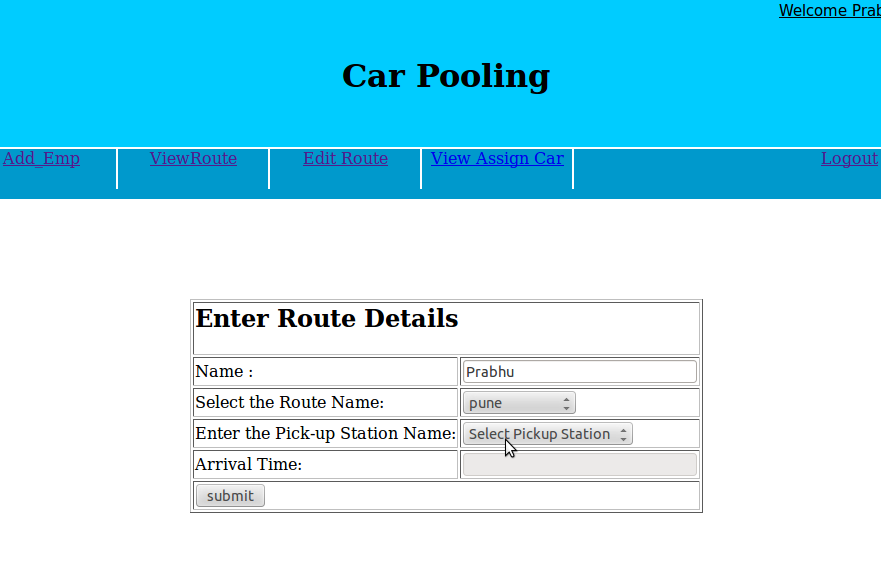 Welcome
Car Pooling
Add_Emp ViewRoute Edit Route View Assign Car Logout
Enter Route Details
Name : Prabhu
Select the Route Name: pune
Enter the Pick-up Station Name: Select Pickup Station
Arrival Time:
submit